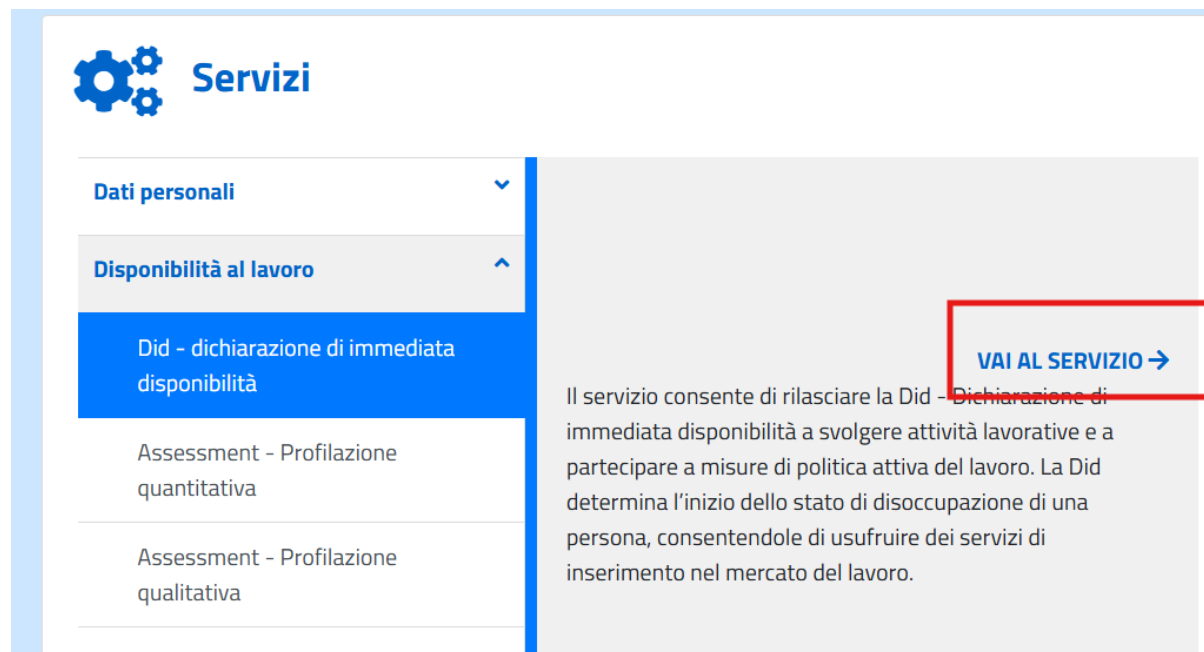 Servizi
Dati personali
Disponibilità al lavoro
Did - dichiarazione di immediata
disponibilità
Assessment - Profilazione
quantitativa
Assessment - Profilazione
qualitativa
VAI AL SERVIZIO
Il servizio consente di rilasciare la Did - Dichiarazione di
immediata disponibilità a svolgere attività lavorative e a
partecipare a misure di politica attiva del lavoro. La Did
determina l’inizio dello stato di disoccupazione di una
persona, consentendole di usufruire dei servizi di
inserimento nel mercato del lavoro.